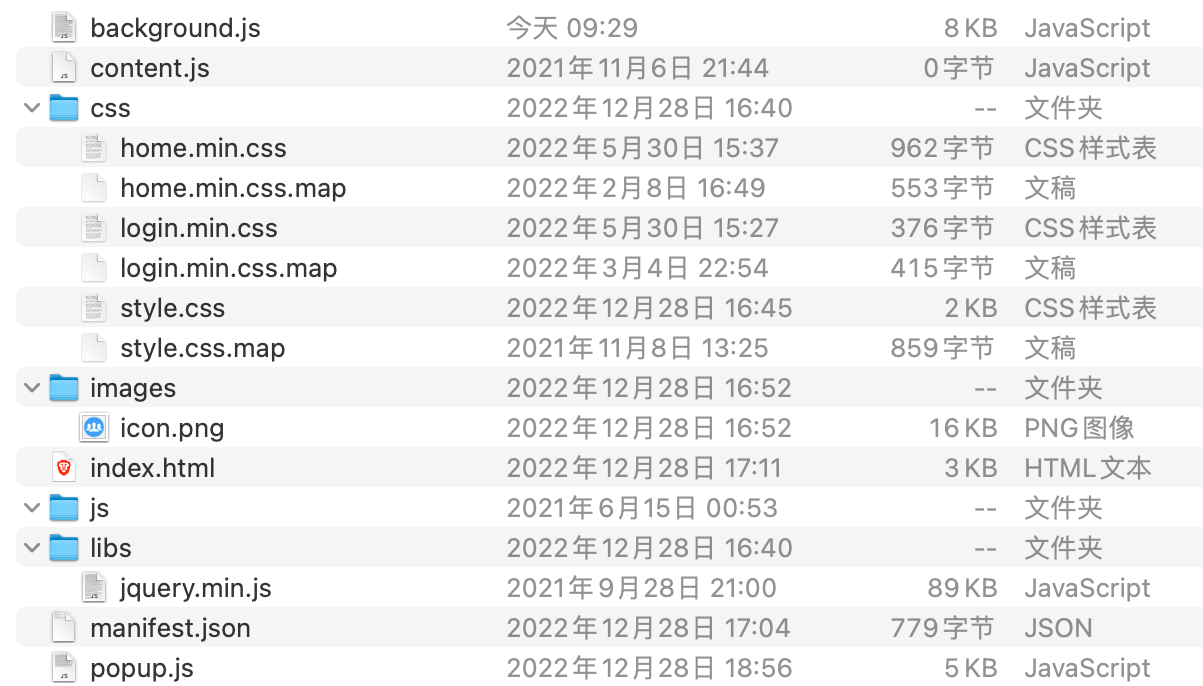 background.js 今天 09:29 8 KB JavaScript
content.js 2021年11月6日 21:44 0字节 JavaScript
css 2022年12月28日 16:40 -- 文件夹
home.min.css 2022年5月30日 15:37 962字节 CSS样式表
home.min.css.map 2022年2月8日 16:49 553字节 文稿
login.min.css 2022年5月30日 15:27 376字节 CSS样式表
login.min.css.map 2022年3月4日 22:54 415字节 文稿
style.css 2022年12月28日 16:45 2 KB CSS样式表
style.css.map 2021年11月8日 13:25 859字节 文稿
images 2022年12月28日 16:52 -- 文件夹
icon.png 2022年12月28日 16:52 16 KB PNG图像
index.html 2022年12月28日 17:11 3 KB HTML文本
js 2021年6月15日 00:53 -- 文件夹
libs 2022年12月28日 16:40 -- 文件夹
jquery.min.js 2021年9月28日 21:00 89 KB JavaScript
manifest.json 2022年12月28日 17:04 779字节 JSON
popup.js 2022年12月28日 18:56 5 KB JavaScript